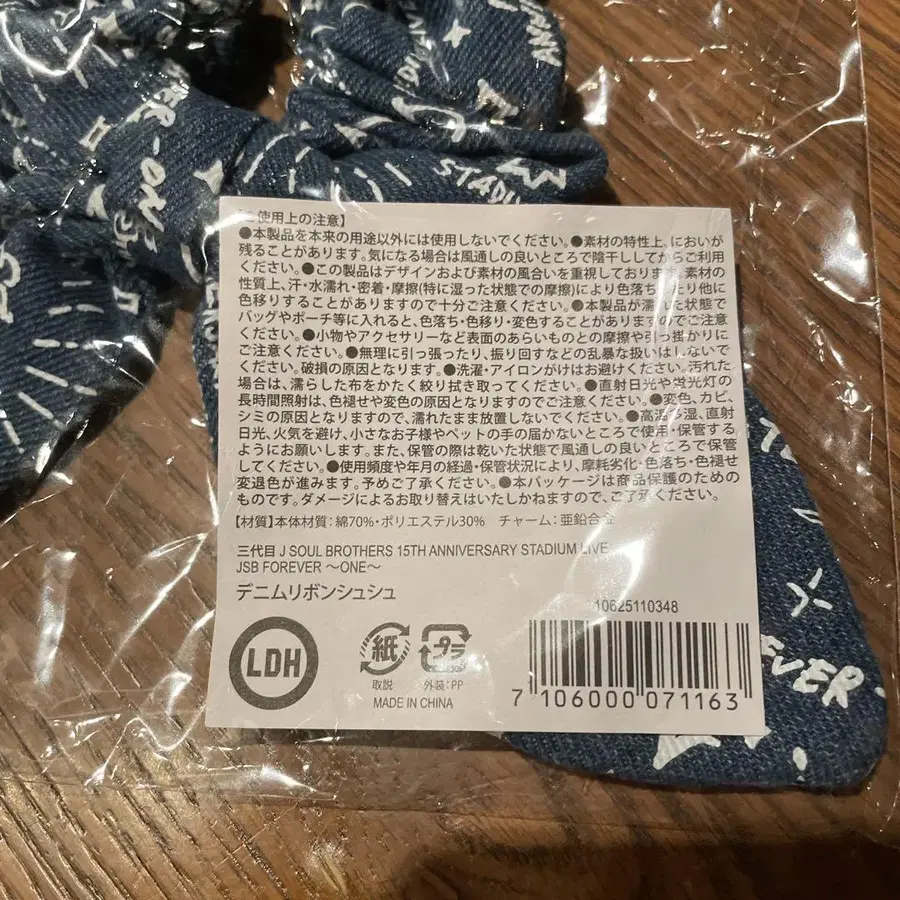 STADIU
【ご使用上の注意】
●本製品を本来の用途以外には使用しないでください。●素材の特性上、においが
残ることがあります。気になる場合は風通しの良いところで陰干ししてからご利用
ください。●この製品はデザインおよび素材の風合いを重視しております。素材の
性質上、汗・水濡れ・密着・摩擦(特に湿った状態での摩擦)により色落ちしたり他に
色移りすることがありますので十分ご注意ください。●本製品が濡れた状態で
バッグやポーチ等に入れると、色落ち・色移り・変色することがありますのでご注意
ください。●小物やアクセサリーなど表面のあらいものとの摩擦や引っ掛かりに
ご注意ください。●無理に引っ張ったり、振り回すなどの乱暴な扱いはしないで
ください。破損の原因となります。●洗濯・アイロンがけはお避けください。汚れた
場合は、濡らした布をかたく絞り拭き取ってください。●直射日光や蛍光灯の
長時間照射は、色褪せや変色の原因となりますのでご注意ください。●変色、カビ、
シミの原因となりますので、濡れたまま放置しないでください。●高温多湿、直射
日光、火気を避け、小さなお子様やペットの手の届かないところで使用・保管する
ようにお願いします。また、保管の際は乾いた状態で風通しの良いところで保管
してください。●使用頻度や年月の経過・保管状況により、摩耗劣化・色落ち・色褪せ
変退色が進みます。予めご了承ください。●本パッケージは商品保護のための
ものです。ダメージによるお取り替えはいたしかねますので、ご了承ください。
【材質】本体材質：綿70%・ポリエステル30%　チャーム：亜鉛合金
三代目 J SOUL BROTHERS 15TH ANNIVERSARY STADIUM LIVE
JSB FOREVER 〜ONE〜
デニムリボンシュシュ
10625110348
LDH
紙
プラ
取説
外装：PP
MADE IN CHINA
7 106000 071163
EVER